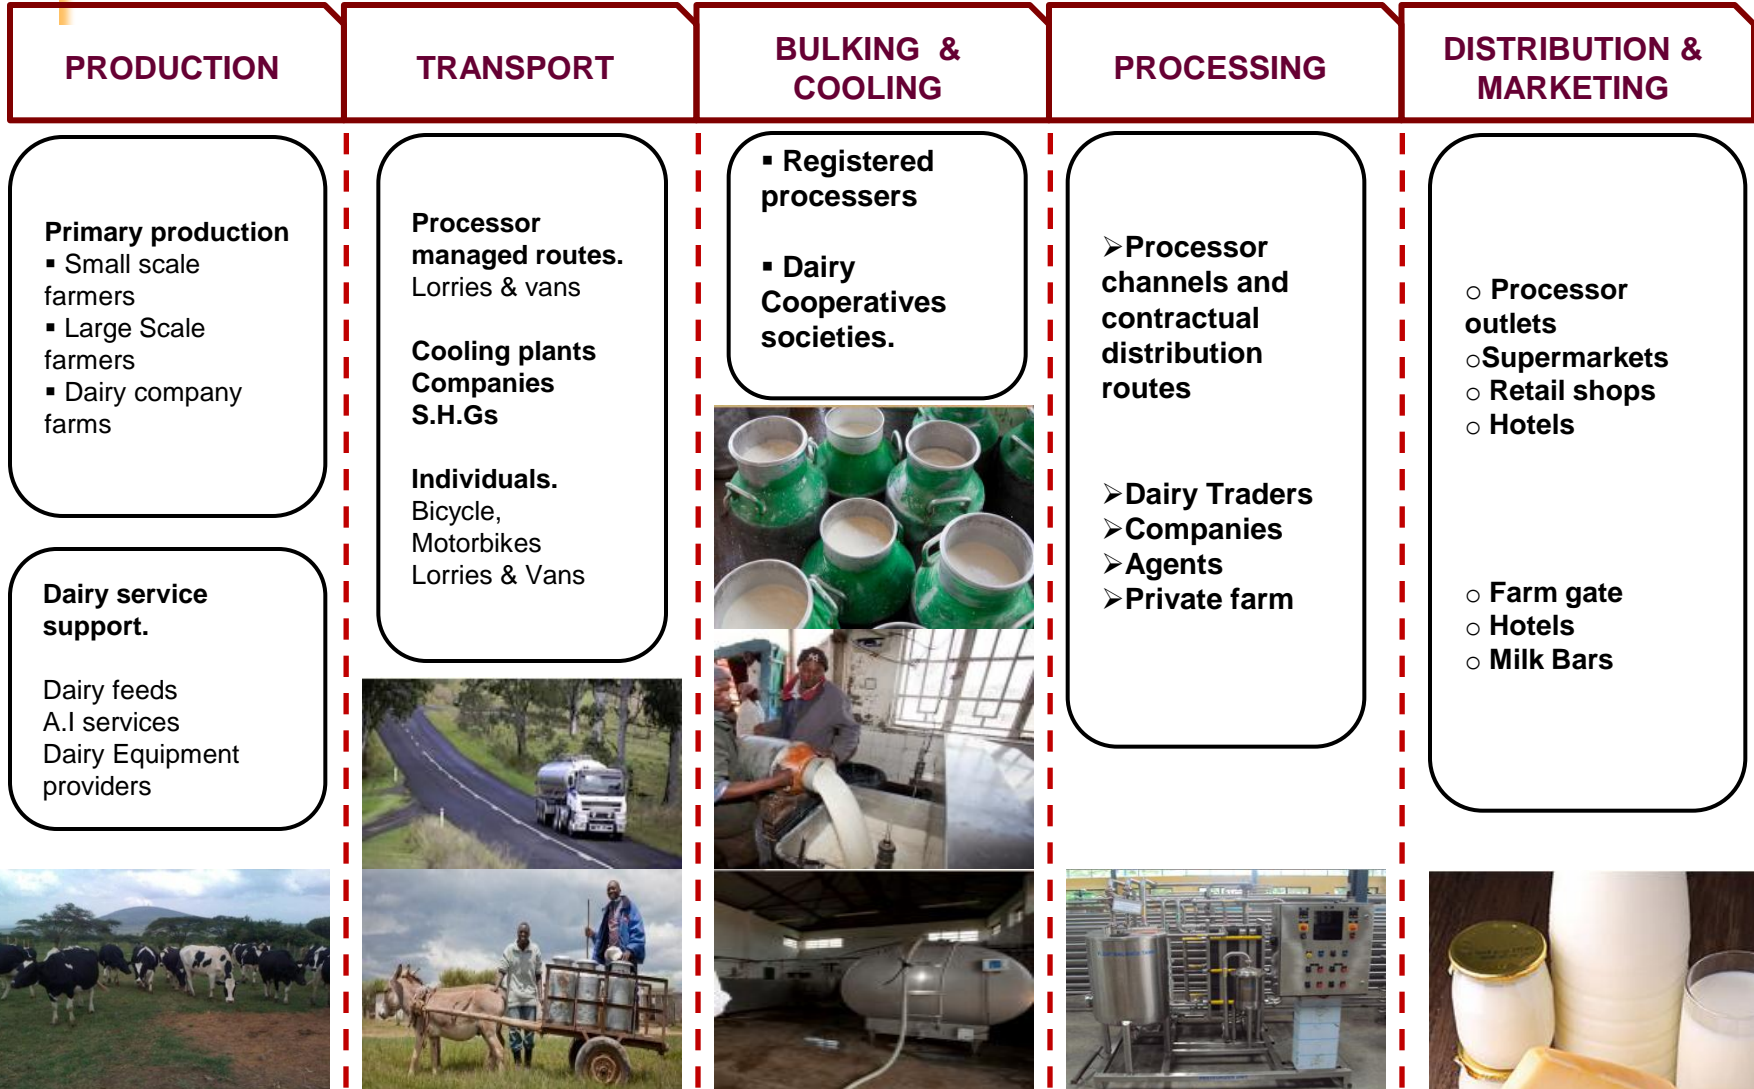 PRODUCTION
TRANSPORT
BULKING &
COOLING
PROCESSING
DISTRIBUTION &
MARKETING
Primary production
▪ Small scale
farmers
▪ Large Scale
farmers
▪ Dairy company
farms
Dairy service
support.
Dairy feeds
A.I services
Dairy Equipment
providers
Processor
managed routes.
Lorries & vans
Cooling plants
Companies
S.H.Gs
Individuals.
Bicycle,
Motorbikes
Lorries & Vans
▪ Registered
processers
▪ Dairy
Cooperatives
societies.
➢Processor
channels and
contractual
distribution
routes
➢Dairy Traders
➢Companies
➢Agents
➢Private farm
○ Processor
outlets
○Supermarkets
○ Retail shops
○ Hotels
○ Farm gate
○ Hotels
○ Milk Bars